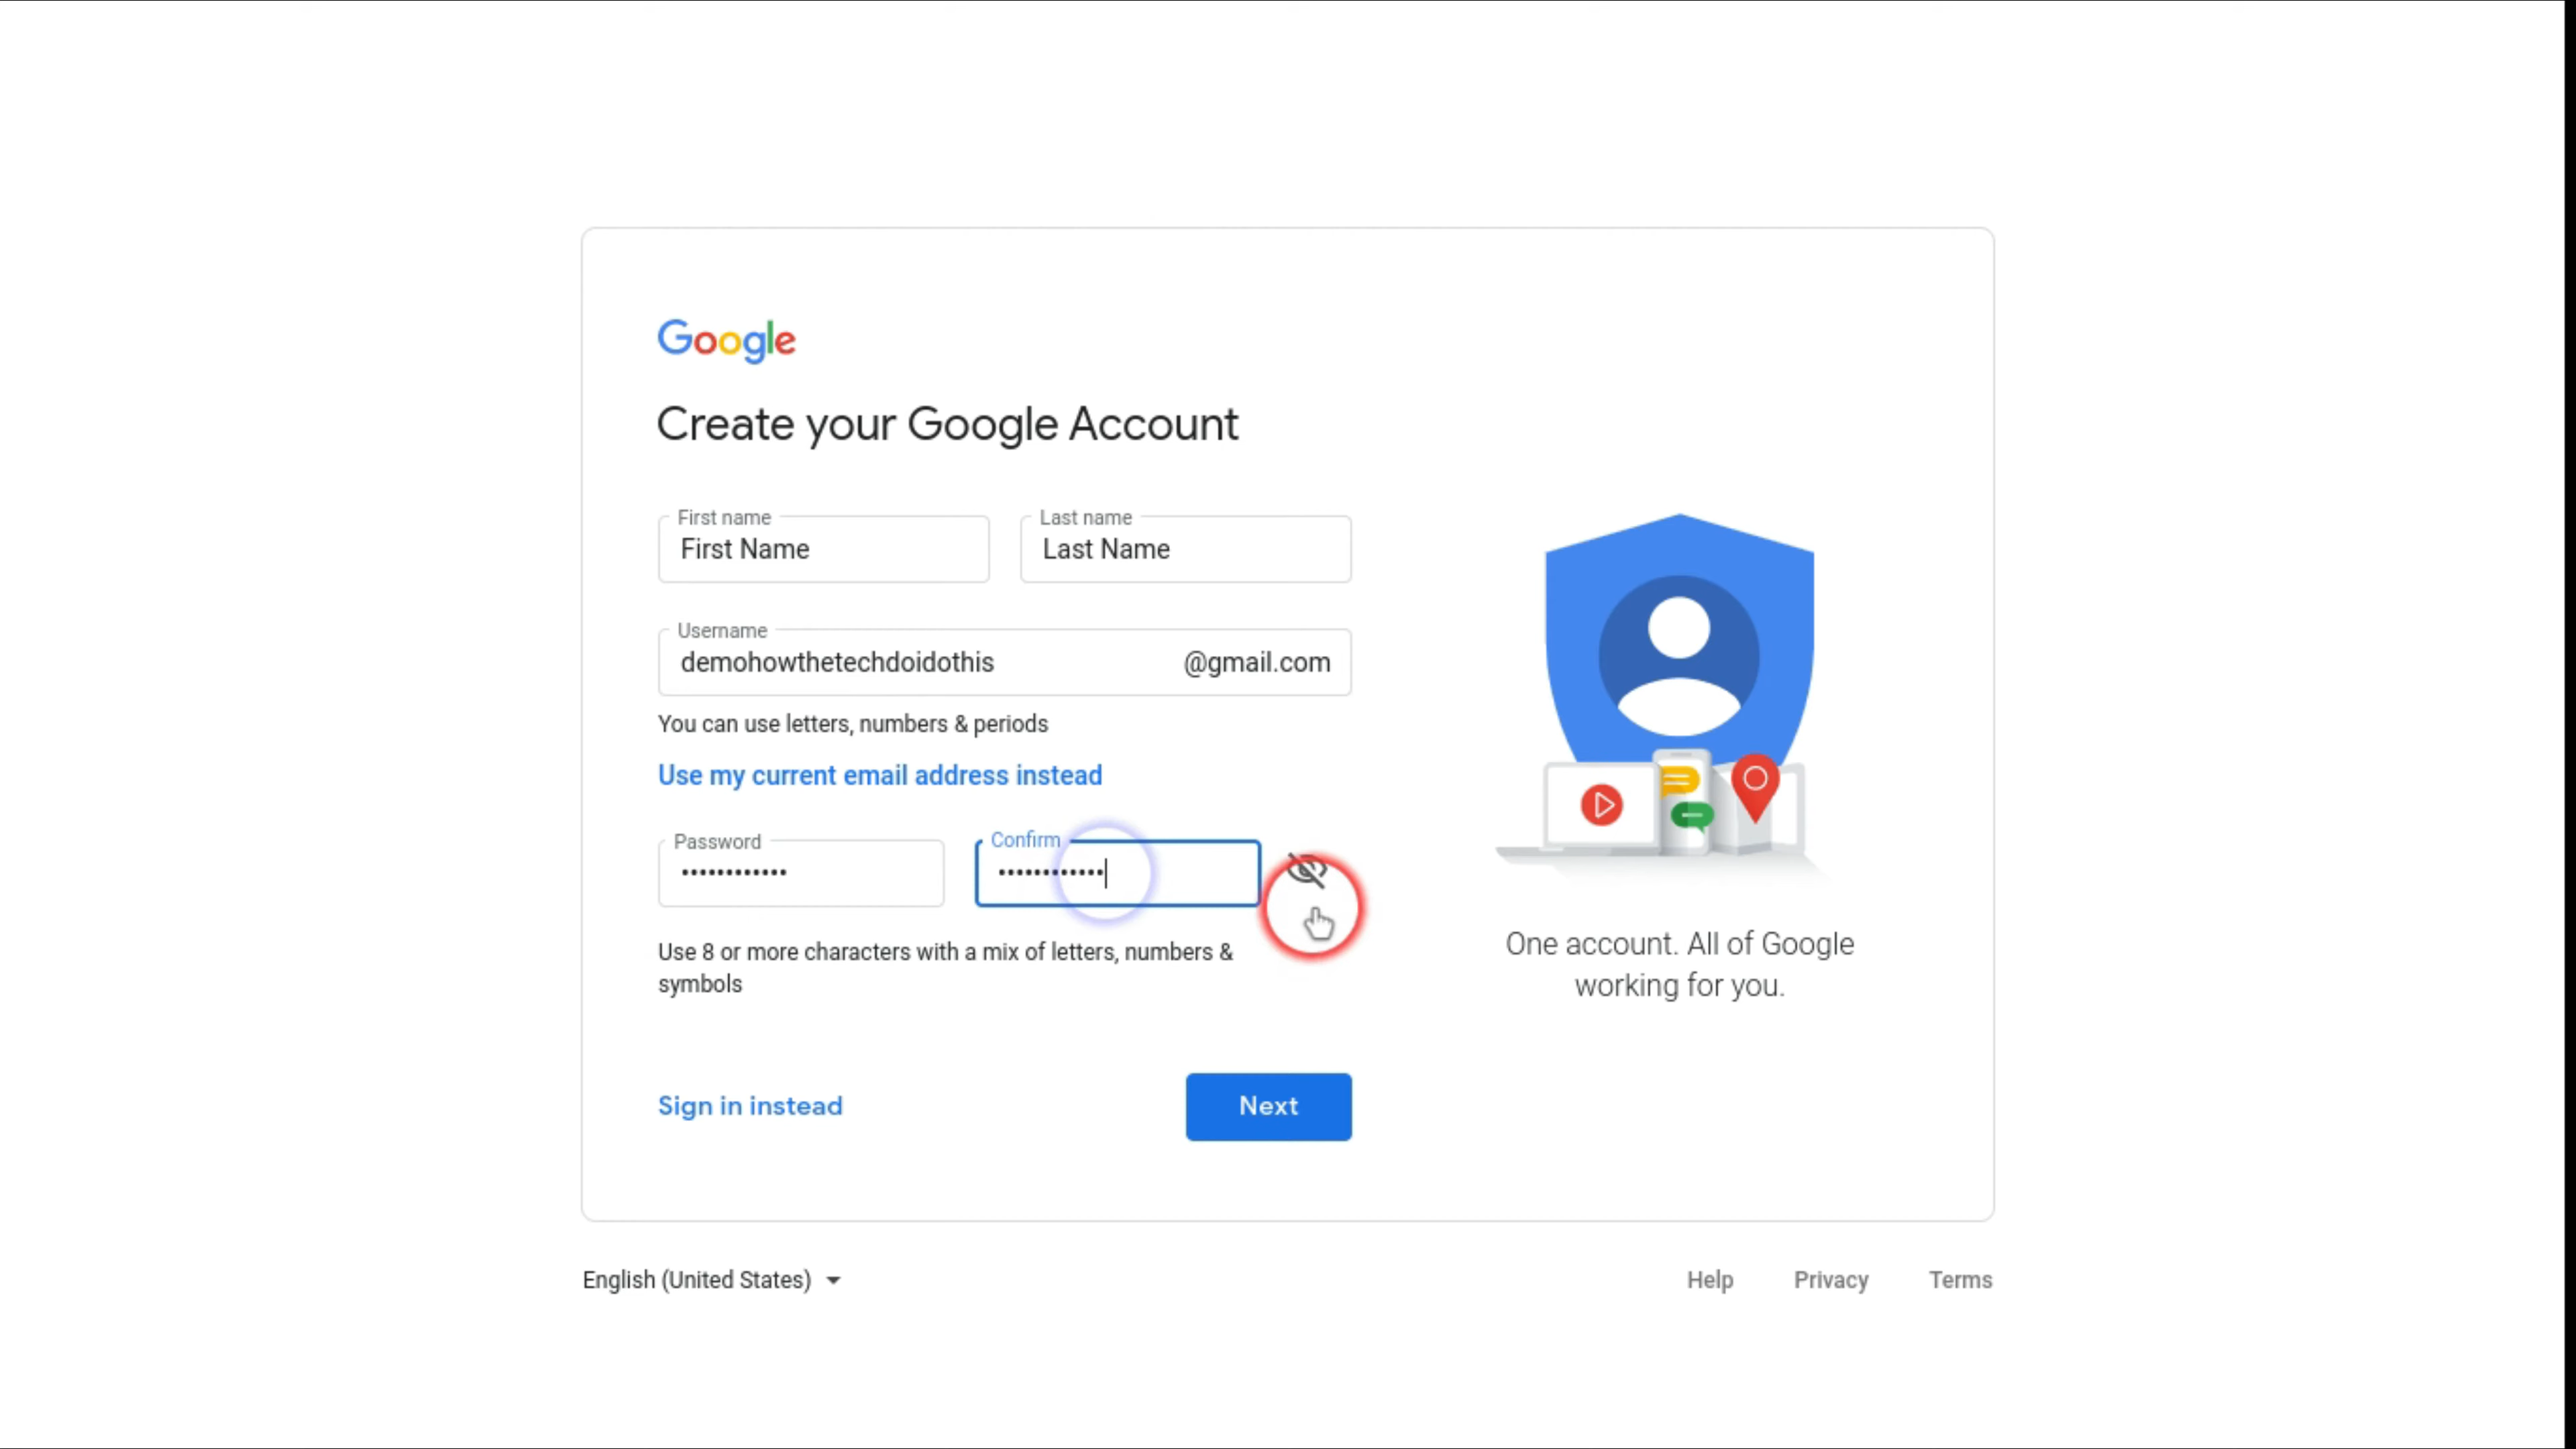 Google
Create your Google Account
First name
First Name
Last name
Last Name
Username
demohowthetechdoidothis @gmail.com
You can use letters, numbers & periods
Use my current email address instead
Password
••••••••••••
Confirm
••••••••••••
Use 8 or more characters with a mix of letters, numbers &
symbols
Sign in instead
Next
One account. All of Google
working for you.
English (United States)
Help Privacy Terms